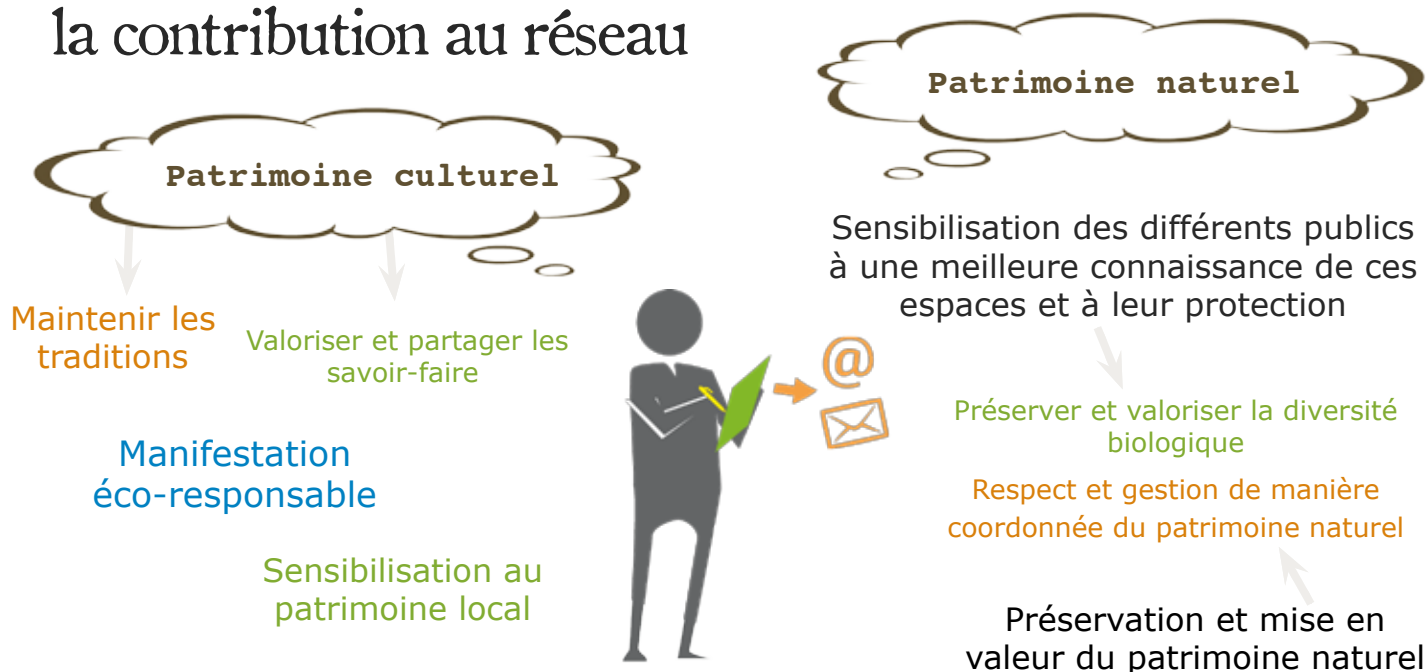 la contribution au réseau
Patrimoine culturel
Maintenir les
traditions
Valoriser et partager les
savoir-faire
Manifestation
éco-responsable
Sensibilisation au
patrimoine local
@
Patrimoine naturel
Sensibilisation des différents publics
à une meilleure connaissance de ces
espaces et à leur protection
Préserver et valoriser la diversité
biologique
Respect et gestion de manière
coordonnée du patrimoine naturel
Préservation et mise en
valeur du patrimoine naturel